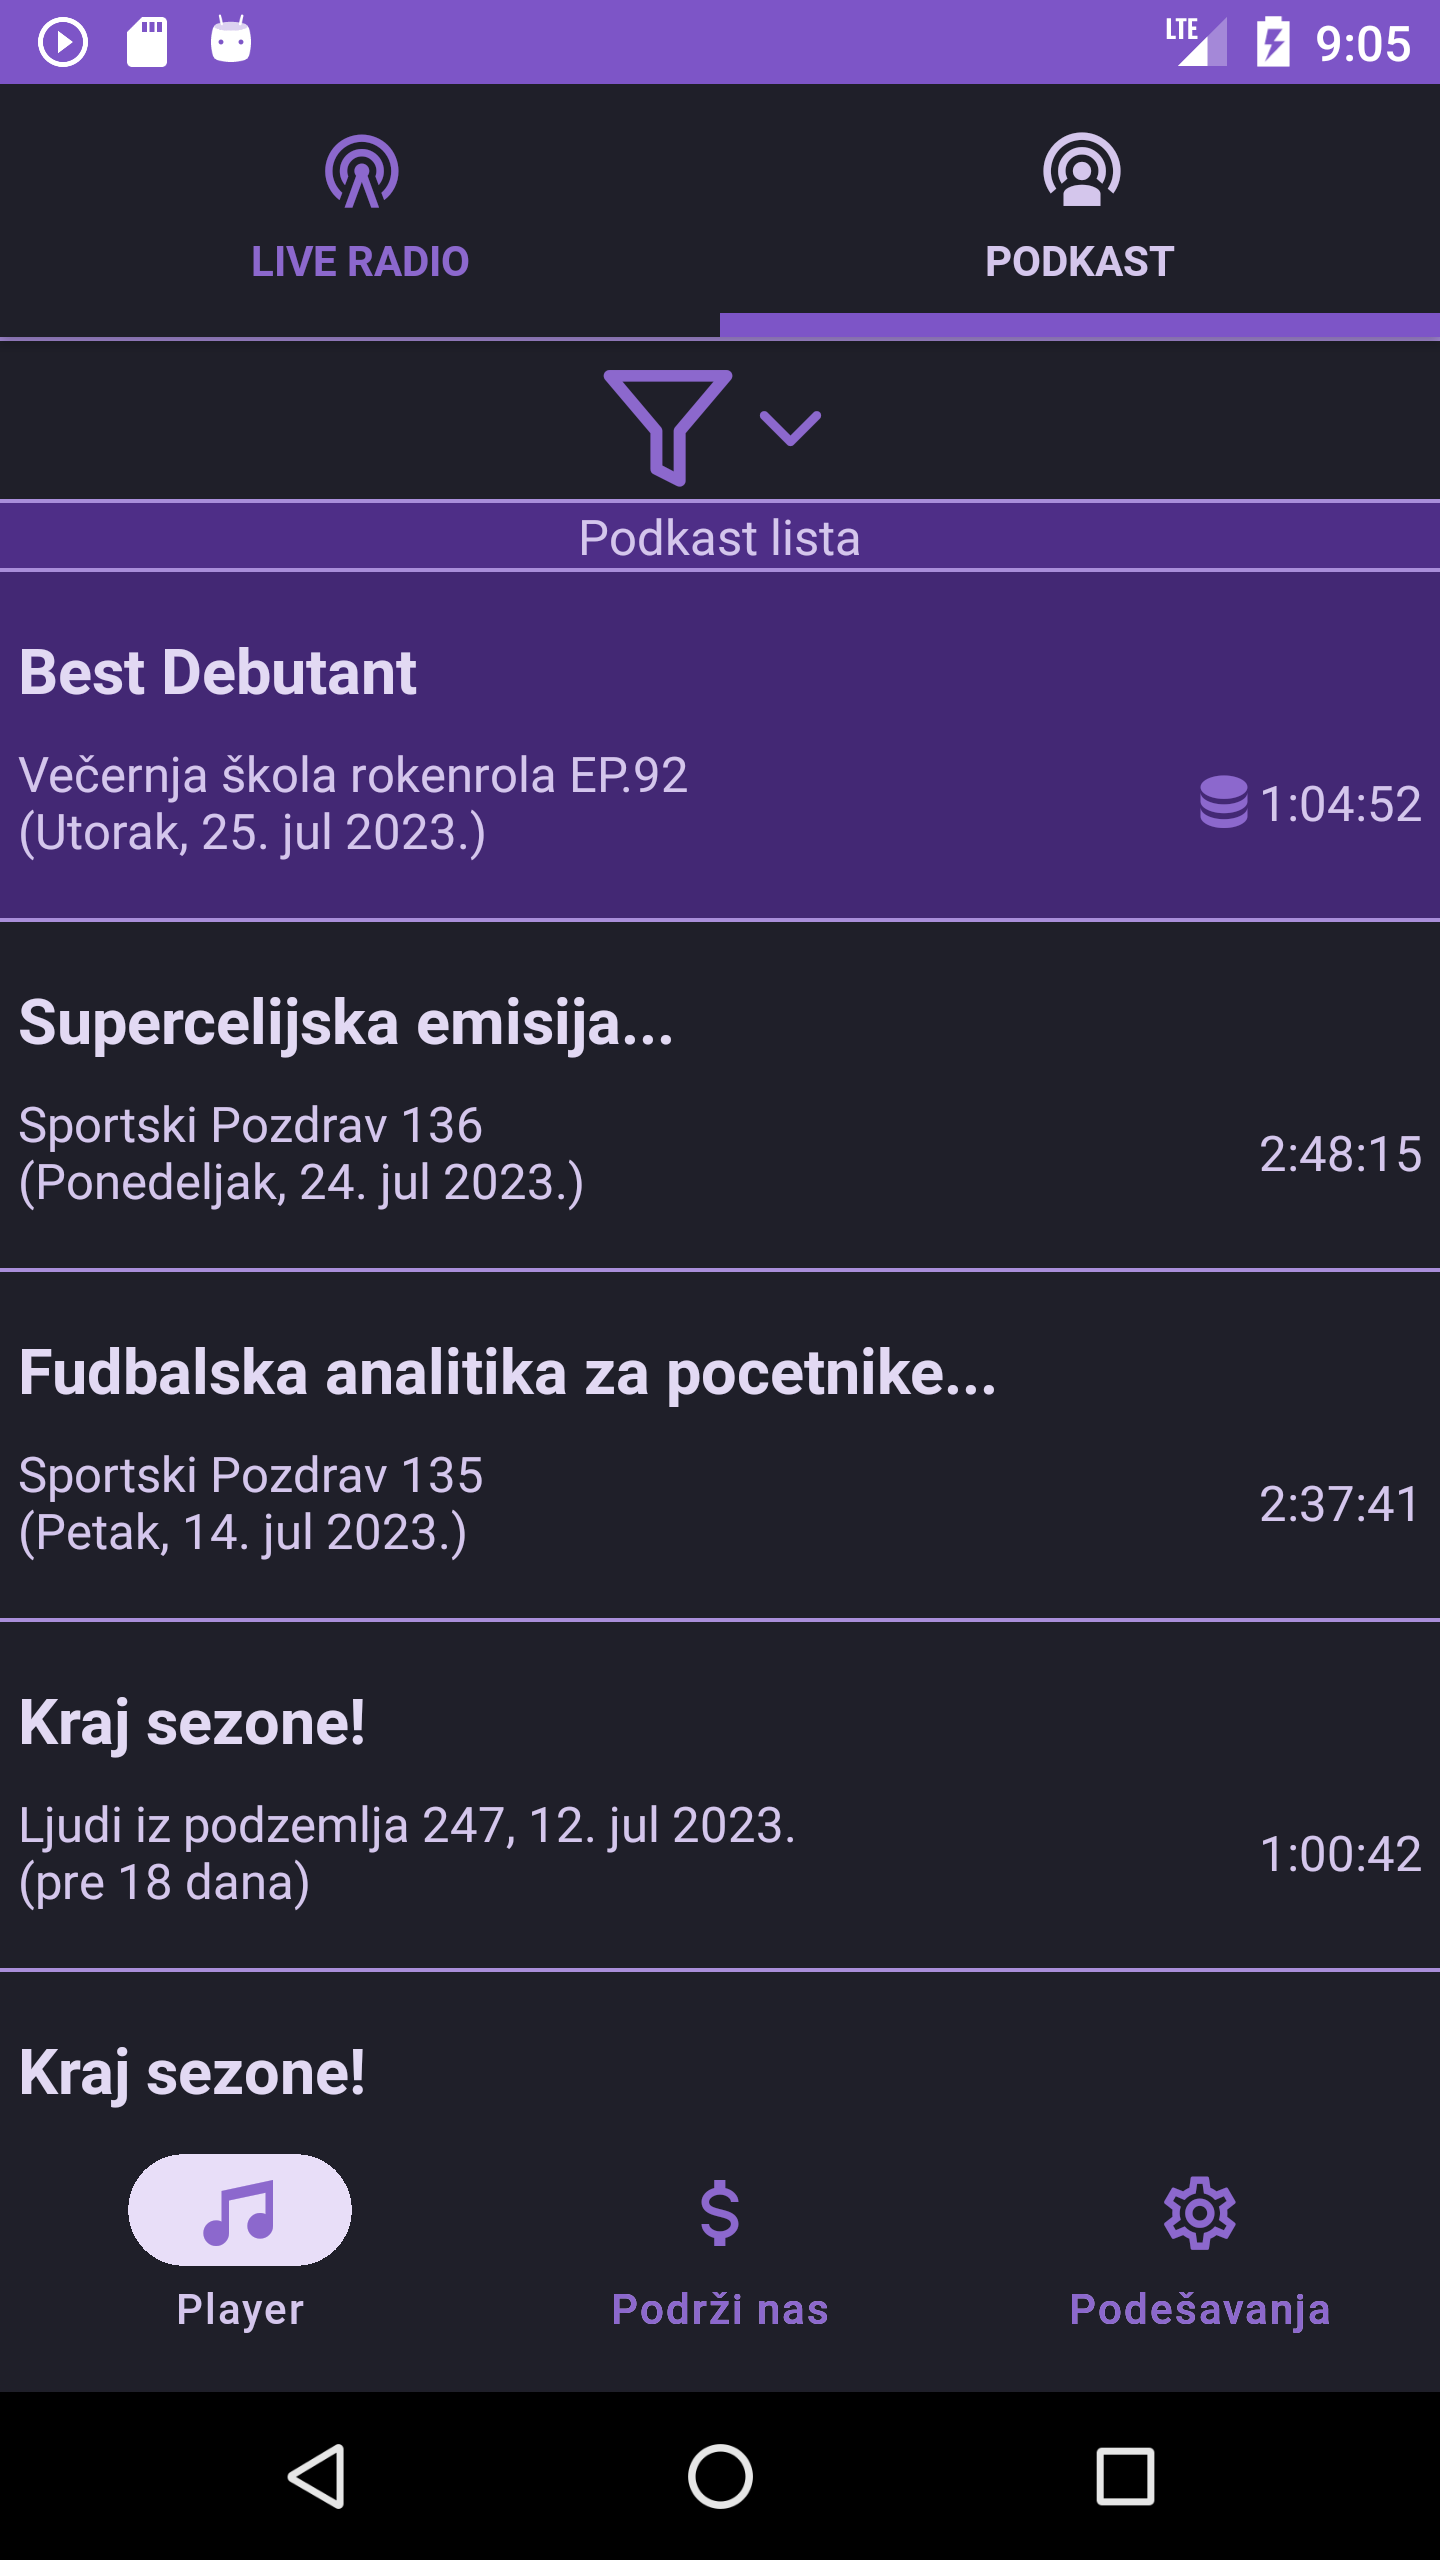 LTE 9:05
LIVE RADIO
PODKAST
Podkast lista
Best Debutant
Večernja škola rokenrola EP.92
(Utorak, 25. jul 2023.)
1:04:52
Supercelijska emisija...
Sportski Pozdrav 136
(Ponedeljak, 24. jul 2023.)
2:48:15
Fudbalska analitika za pocetnike...
Sportski Pozdrav 135
(Petak, 14. jul 2023.)
2:37:41
Kraj sezone!
Ljudi iz podzemlja 247, 12. jul 2023.
(pre 18 dana)
1:00:42
Kraj sezone!
Player
Podrži nas
Podešavanja